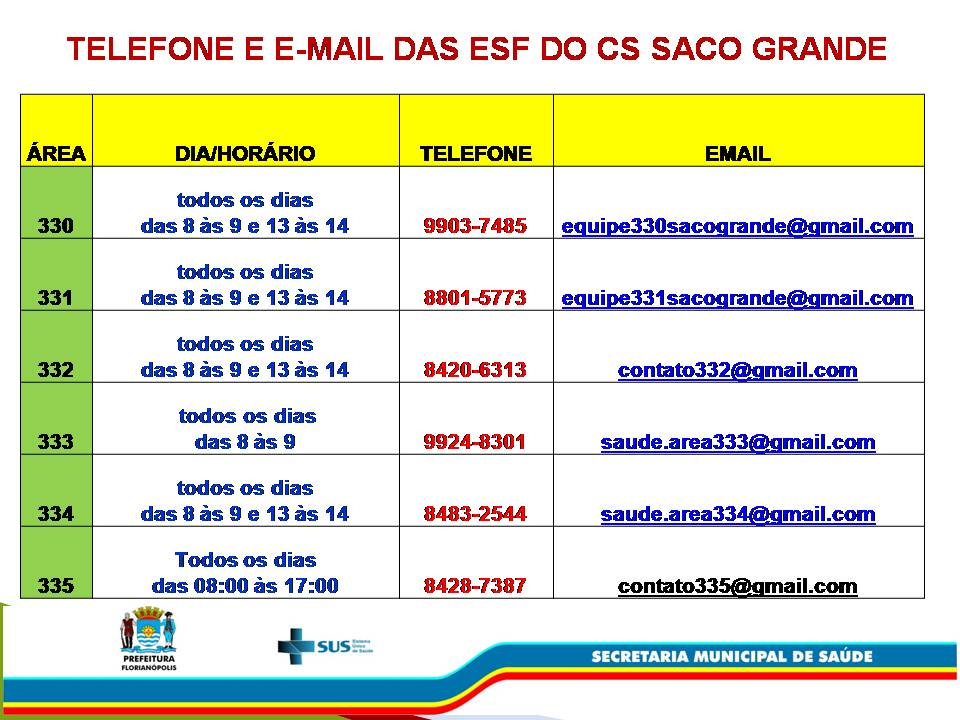 TELEFONE E E-MAIL DAS ESF DO CS SACO GRANDE
ÁREA DIA/HORÁRIO TELEFONE EMAIL
todos os dias
330 das 8 às 9 e 13 às 14 9903-7485 equipe330sacogrande@gmail.com
todos os dias
331 das 8 às 9 e 13 às 14 8801-5773 equipe331sacogrande@gmail.com
todos os dias
332 das 8 às 9 e 13 às 14 8420-6313 contato332@gmail.com
todos os dias
333 das 8 às 9 9924-8301 saude.area333@gmail.com
todos os dias
334 das 8 às 9 e 13 às 14 8483-2544 saude.area334@gmail.com
Todos os dias
335 das 08:00 às 17:00 8428-7387 contato335@gmail.com
PREFEITURA
FLORIANÓPOLIS
SUS
Sistema
Único
de Saúde
SECRETARIA MUNICIPAL DE SAÚDE